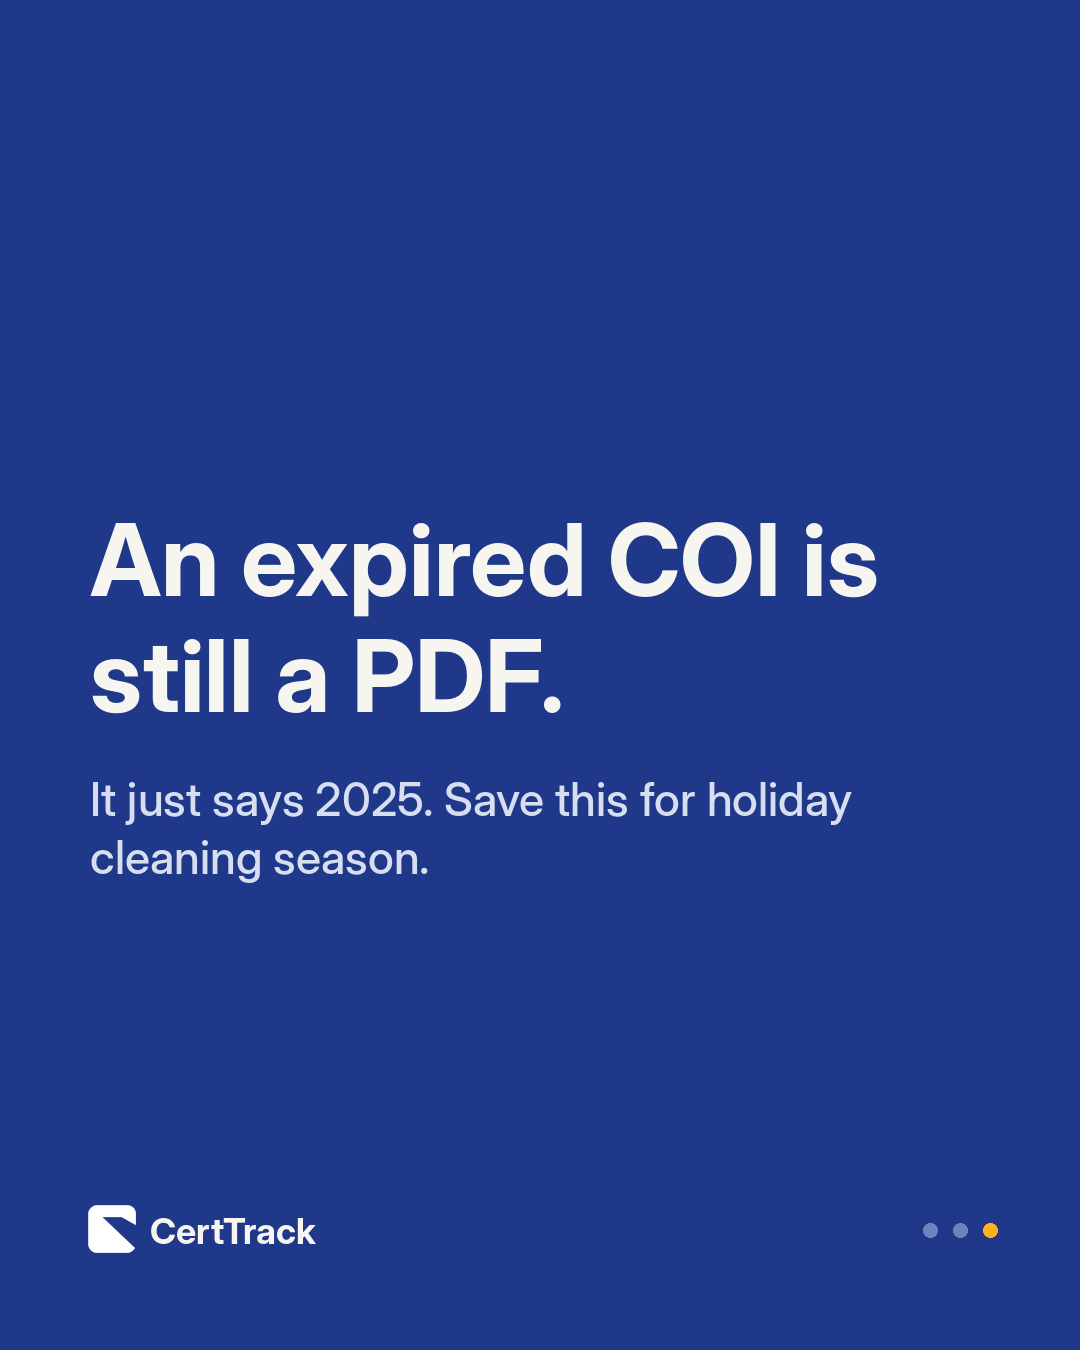 An expired COI is
still a PDF.
It just says 2025. Save this for holiday
cleaning season.
CertTrack